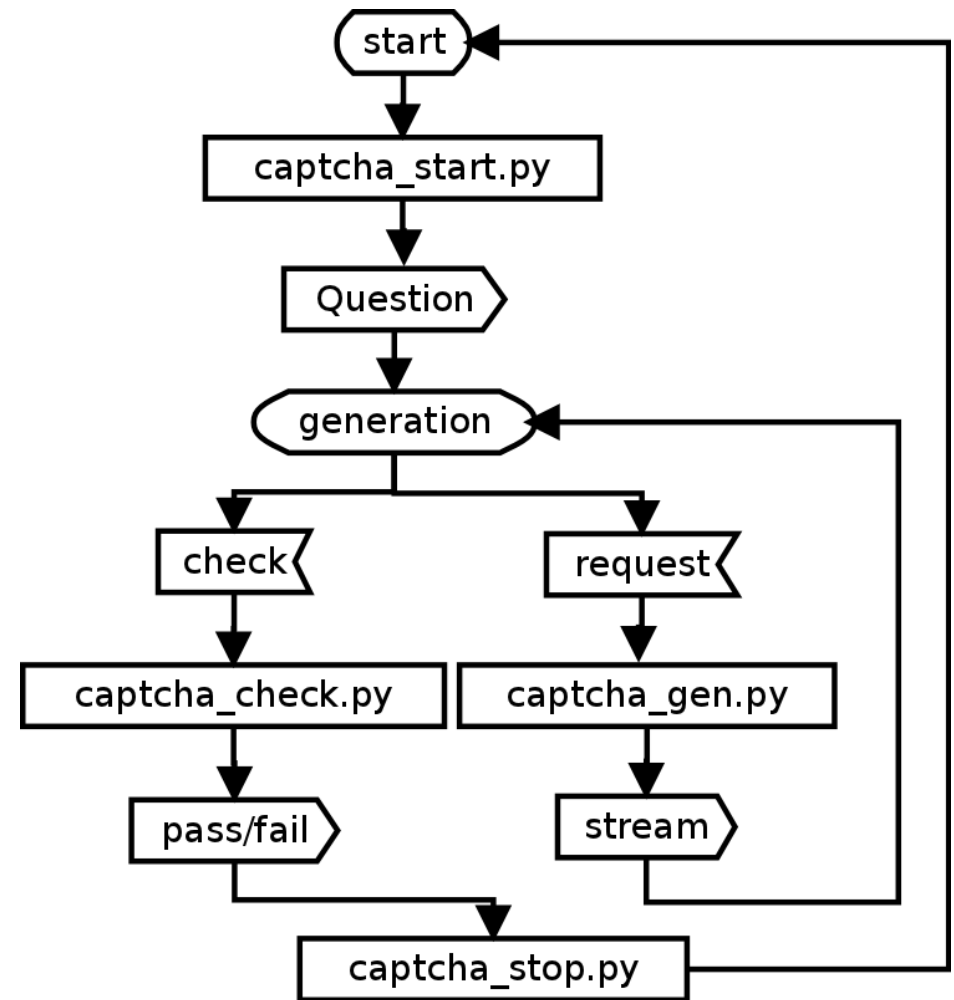 start
captcha_start.py
Question
generation
check
request
captcha_check.py
captcha_gen.py
pass/fail
stream
captcha_stop.py